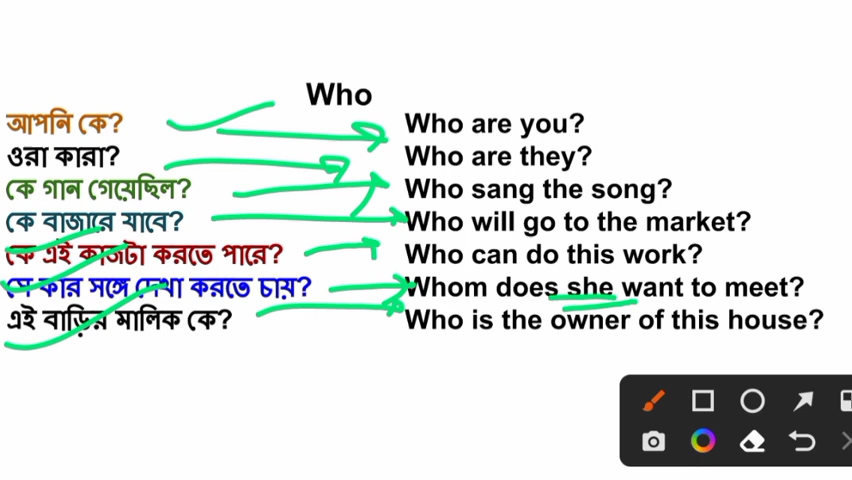 Who
আপনি কে? Who are you?
ওরা কারা? Who are they?
কে গান গেয়েছিল? Who sang the song?
কে বাজারে যাবে? Who will go to the market?
কে এই কাজটা করতে পারে? Who can do this work?
সে কার সঙ্গে দেখা করতে চায়? Whom does she want to meet?
এই বাড়ির মালিক কে? Who is the owner of this house?